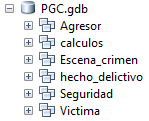 PGC.gdb
Agresor
calculos
Escena_crimen
hecho_delictivo
Seguridad
Victima